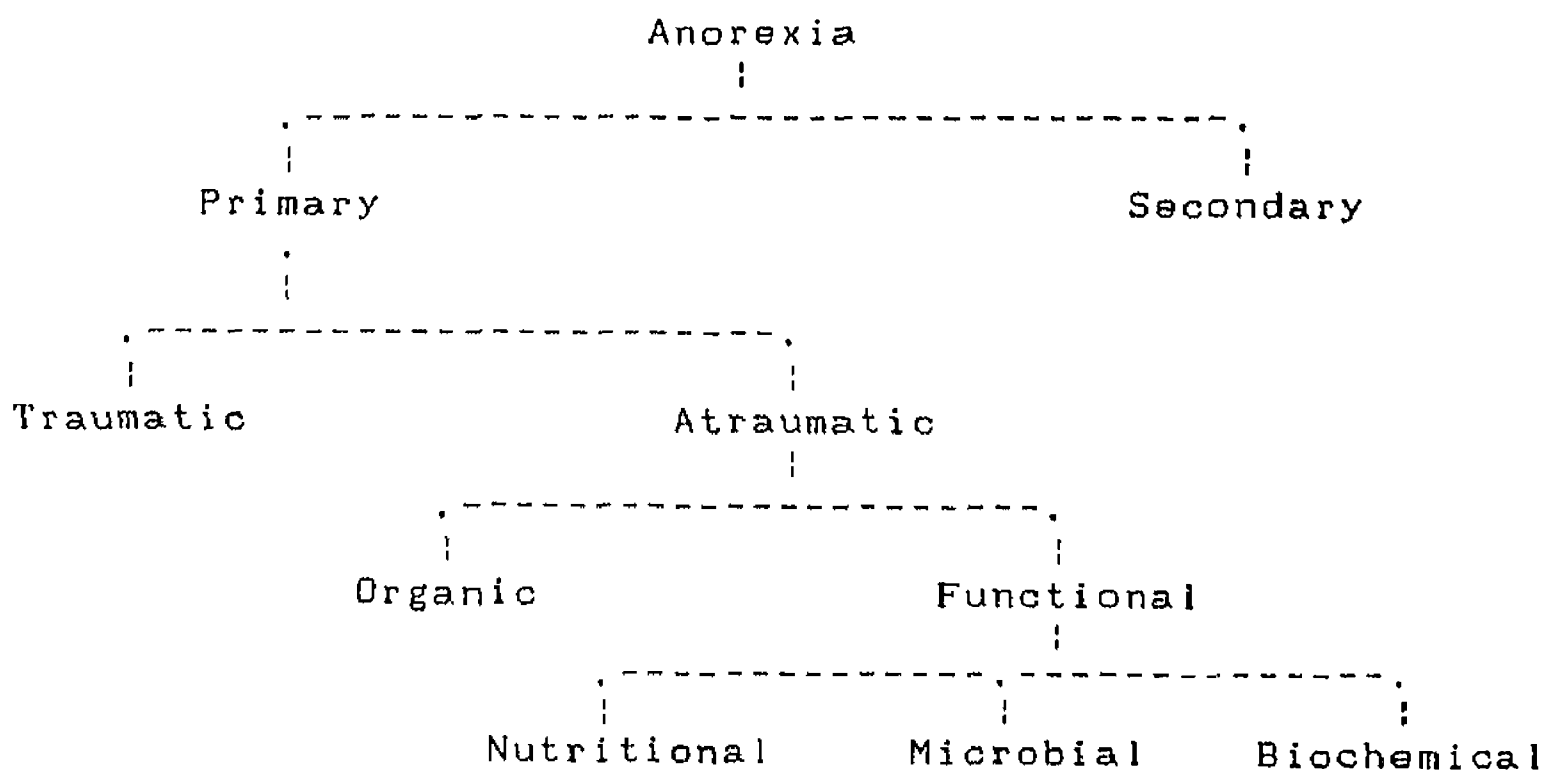 Anorexia
Primary Secondary
Traumatic Atraumatic
Organic Functional
Nutritional Microbial Biochemical